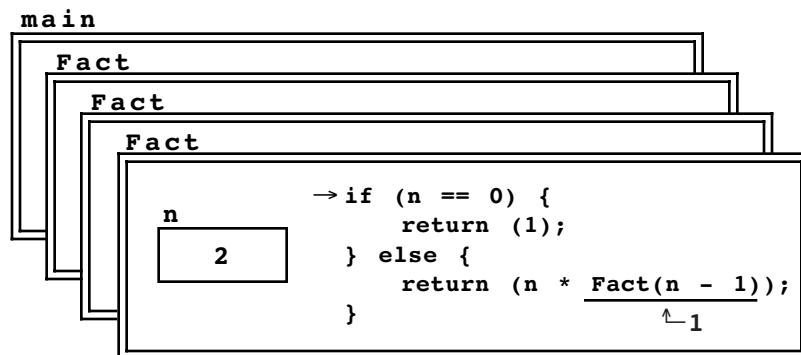 main
Fact
Fact
Fact
→ if (n == 0) {
n
return (1);
2
} else {
return (n * Fact(n – 1));
}
1